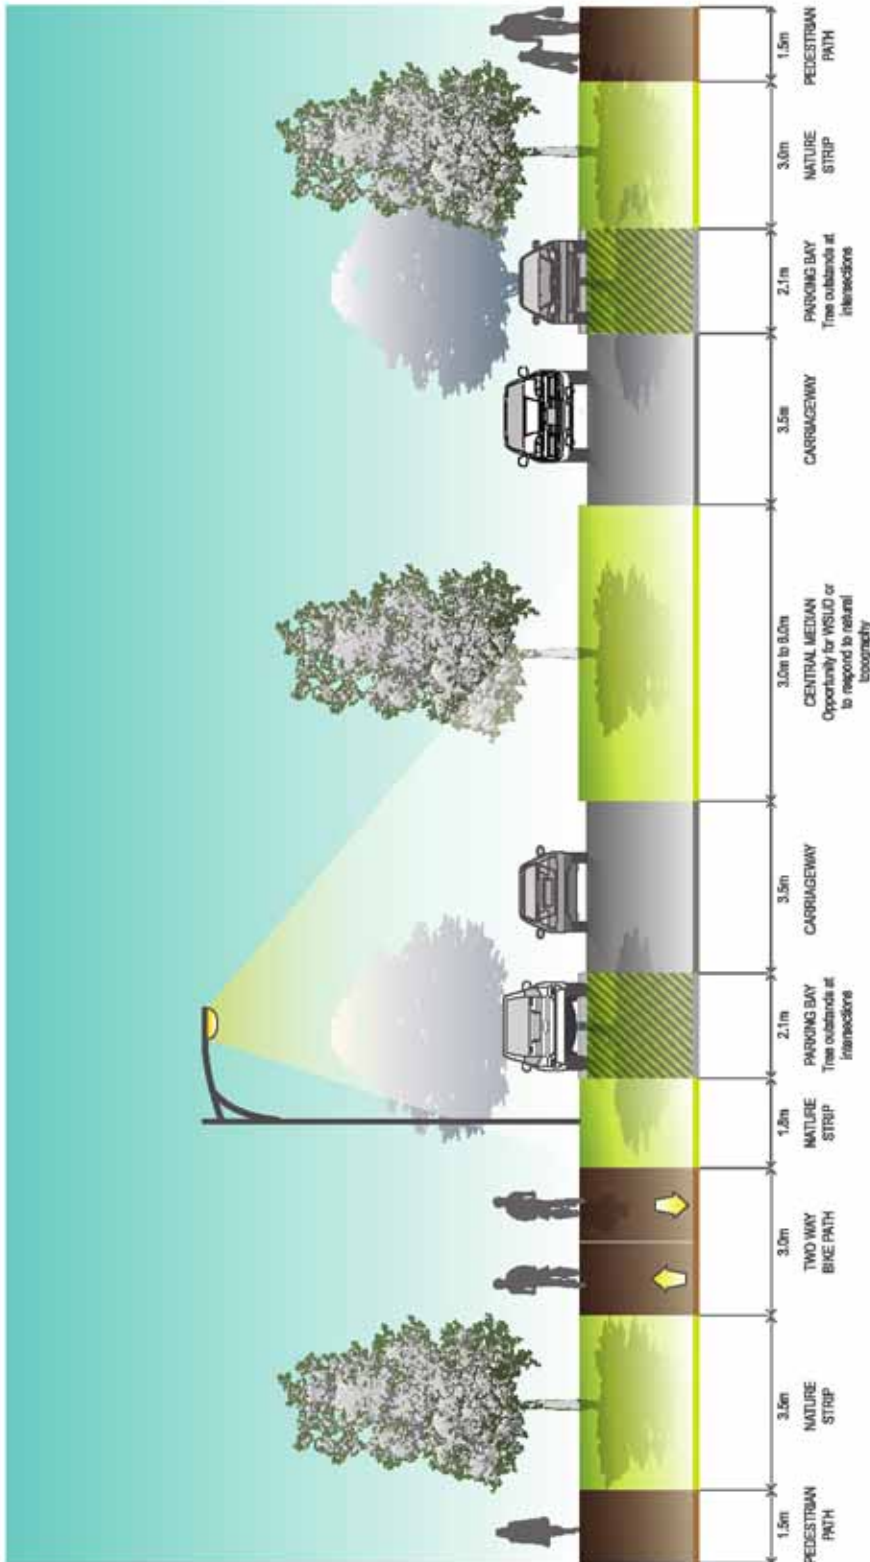 1.5m
PEDESTRIAN
PATH
3.5m
NATURE
STRIP
3.0m
TWO WAY
BIKE PATH
1.8m
NATURE
STRIP
2.1m
PARKING BAY
Tree outstands at
intersections
3.5m
CARRIAGEWAY
3.0m to 6.0m
CENTRAL MEDIAN
Opportunity for WSUD or
to respond to natural
topography
3.5m
CARRIAGEWAY
2.1m
PARKING BAY
Tree outstands at
intersections
3.0m
NATURE
STRIP
1.5m
PEDESTRIAN
PATH